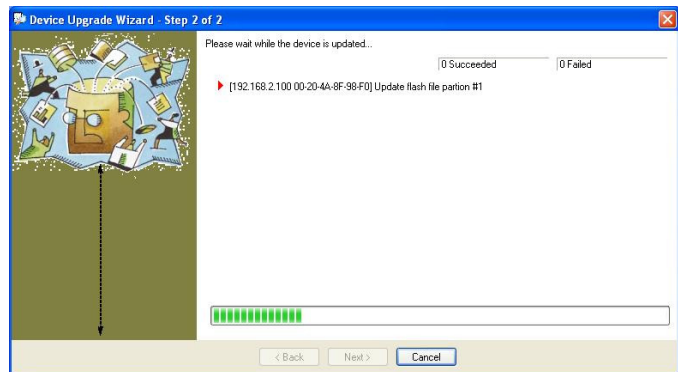 Device Upgrade Wizard - Step 2 of 2
Please wait while the device is updated...
0 Succeeded 0 Failed
[192.168.2.100 00-20-4A-8F-98-F0] Update flash file partion #1
< Back Next > Cancel